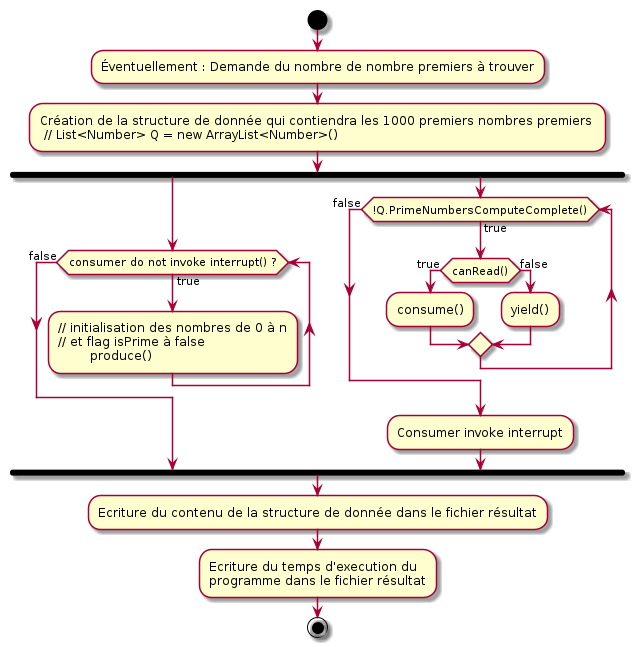 Éventuellement : Demande du nombre de nombre premiers à trouver
Création de la structure de donnée qui contiendra les 1000 premiers nombres premiers
// List<Number> Q = new ArrayList<Number>()
false
consumer do not invoke interrupt() ?
true
// initialisation des nombres de 0 à n
// et flag isPrime à false
produce()
false
!Q.PrimeNumbersComputeComplete()
true
true
canRead()
false
consume()
yield()
Consumer invoke interrupt
Ecriture du contenu de la structure de donnée dans le fichier résultat
Ecriture du temps d'execution du
programme dans le fichier résultat